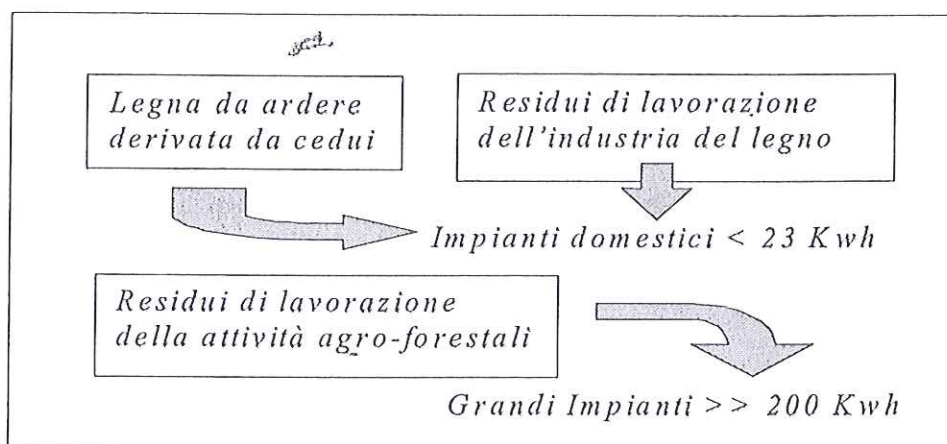 Legna da ardere
derivata da cedui
Residui di lavorazione
dell'industria del legno
Impianti domestici < 23 Kwh
Residui di lavorazione
della attività agro-forestali
Grandi Impianti >> 200 Kwh